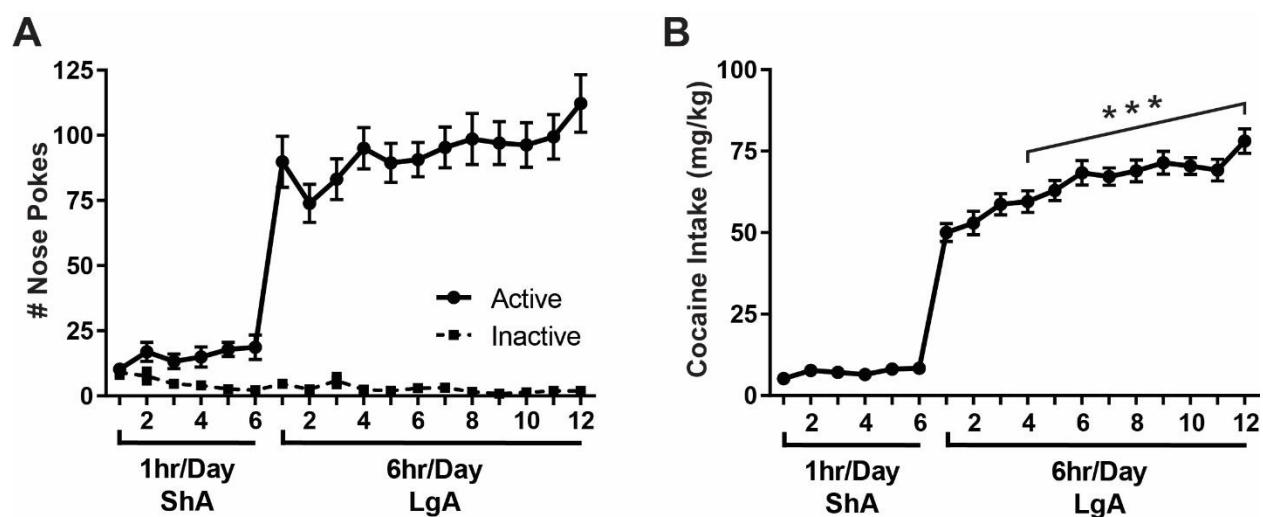 A
# Nose Pokes
125
100
75
50
25
0
Active
Inactive
2 4 6 2 4 6 8 10 12
1hr/Day 6hr/Day
ShA LgA
B
Cocaine Intake (mg/kg)
100
75
50
25
0
***
2 4 6 2 4 6 8 10 12
1hr/Day 6hr/Day
ShA LgA